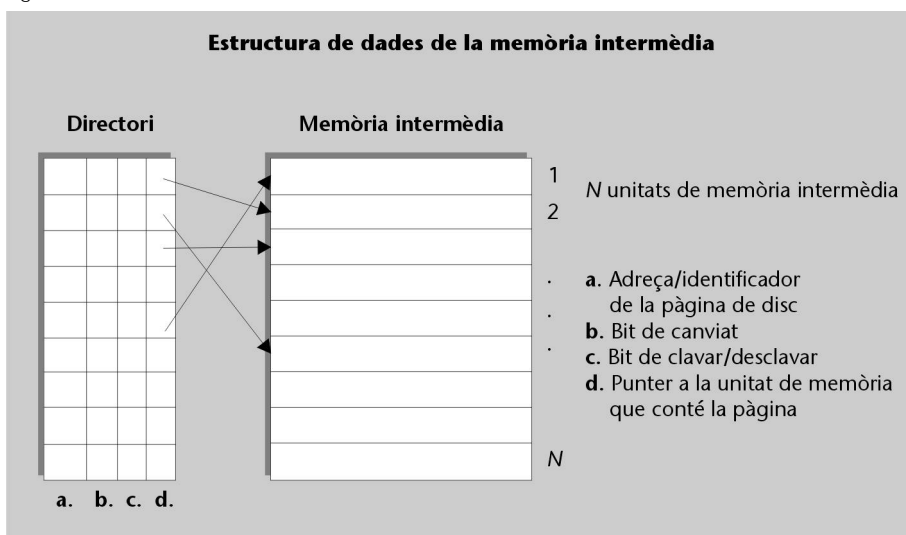 Estructura de dades de la memòria intermèdia
Directori
Memòria intermèdia
1
2
.
.
.
N
N unitats de memòria intermèdia
a. Adreça/identificador
de la pàgina de disc
b. Bit de canviat
c. Bit de clavar/desclavar
d. Punter a la unitat de memòria
que conté la pàgina
a. b. c. d.